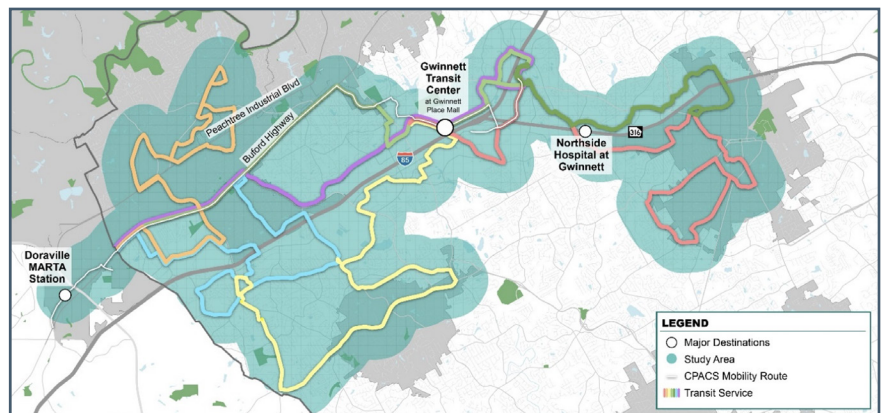 Gwinnett
Transit
Center
at Gwinnett
Place Mall
Peachtree Industrial Blvd
Buford Highway
85
316
Northside
Hospital at
Gwinnett
Doraville
MARTA
Station
LEGEND
Major Destinations
Study Area
CPACS Mobility Route
Transit Service